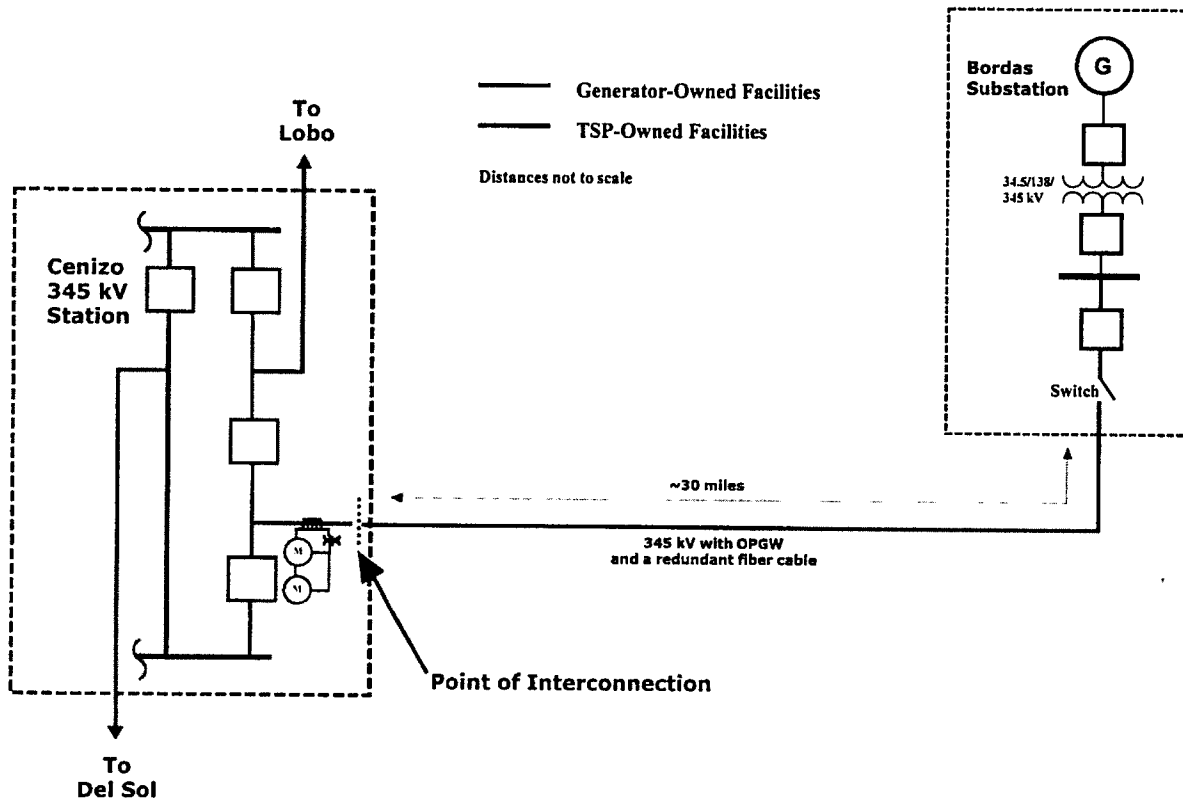 To
Lobo
Generator-Owned Facilities
TSP-Owned Facilities
Distances not to scale
Bordas
Substation
G
34.5/138/
345 kV
Switch
Cenizo
345 kV
Station
~30 miles
345 kV with OPGW
and a redundant fiber cable
M
M
Point of Interconnection
To
Del Sol